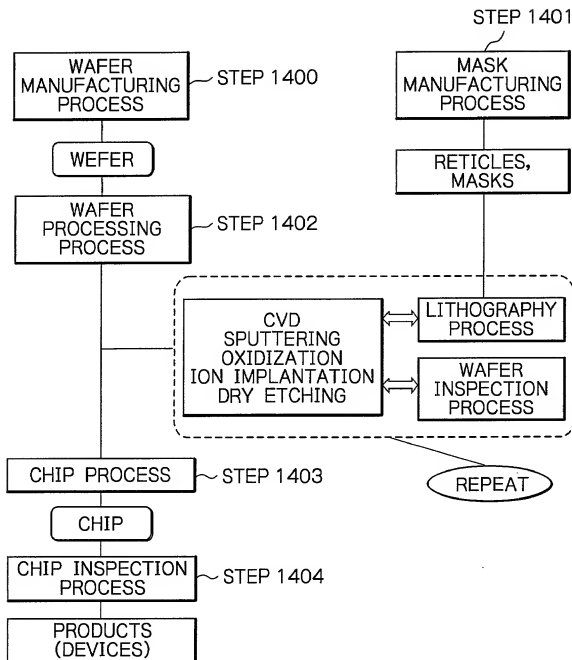 STEP 1401
WAFER
MANUFACTURING
PROCESS
STEP 1400
MASK
MANUFACTURING
PROCESS
WEFER
RETICLES,
MASKS
WAFER
PROCESSING
PROCESS
STEP 1402
CVD
SPUTTERING
OXIDIZATION
ION IMPLANTATION
DRY ETCHING
LITHOGRAPHY
PROCESS
WAFER
INSPECTION
PROCESS
CHIP PROCESS
STEP 1403
REPEAT
CHIP
CHIP INSPECTION
PROCESS
STEP 1404
PRODUCTS
(DEVICES)